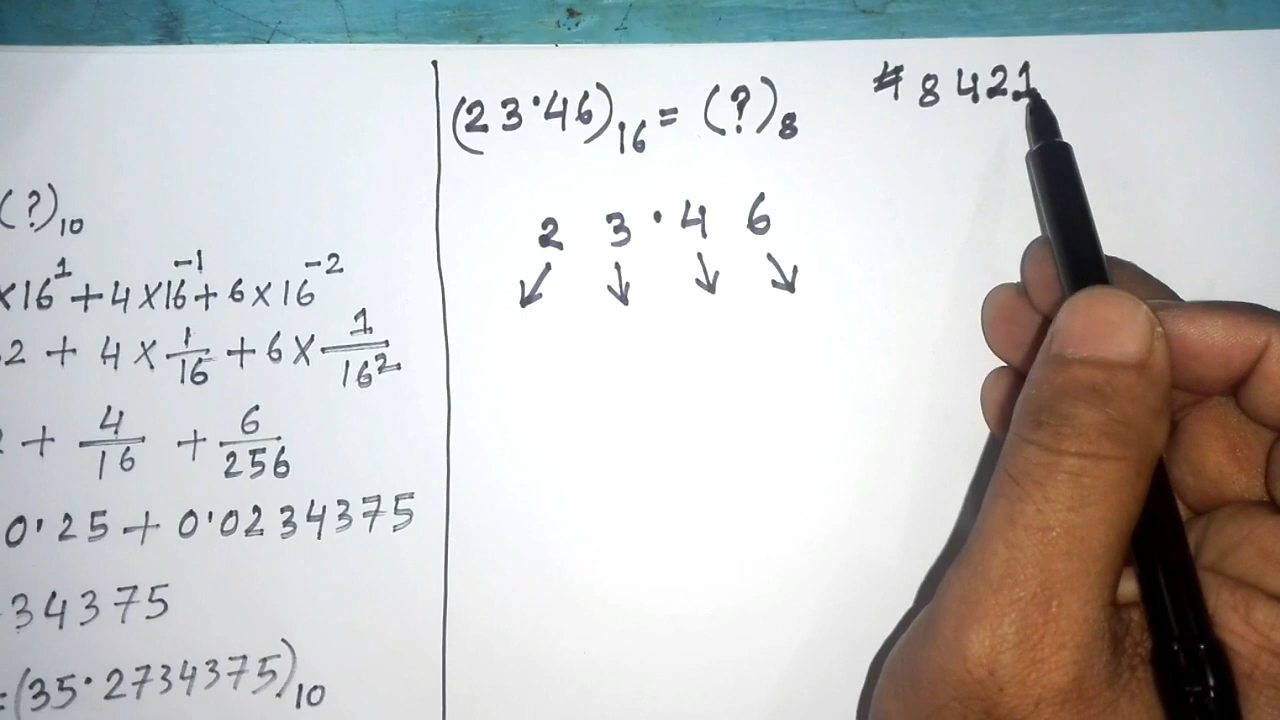 (?)₁₀
×16¹ + 4×16⁻¹ + 6×16⁻²
2 + 4 × 1/16 + 6 × 1/16²
+ 4/16 + 6/256
0·25 + 0·0234375
34375
= (35·2734375)₁₀
(23·46)₁₆ = (?)₈
# 8421
2 3 · 4 6
↙ ↓ ↓ ↘